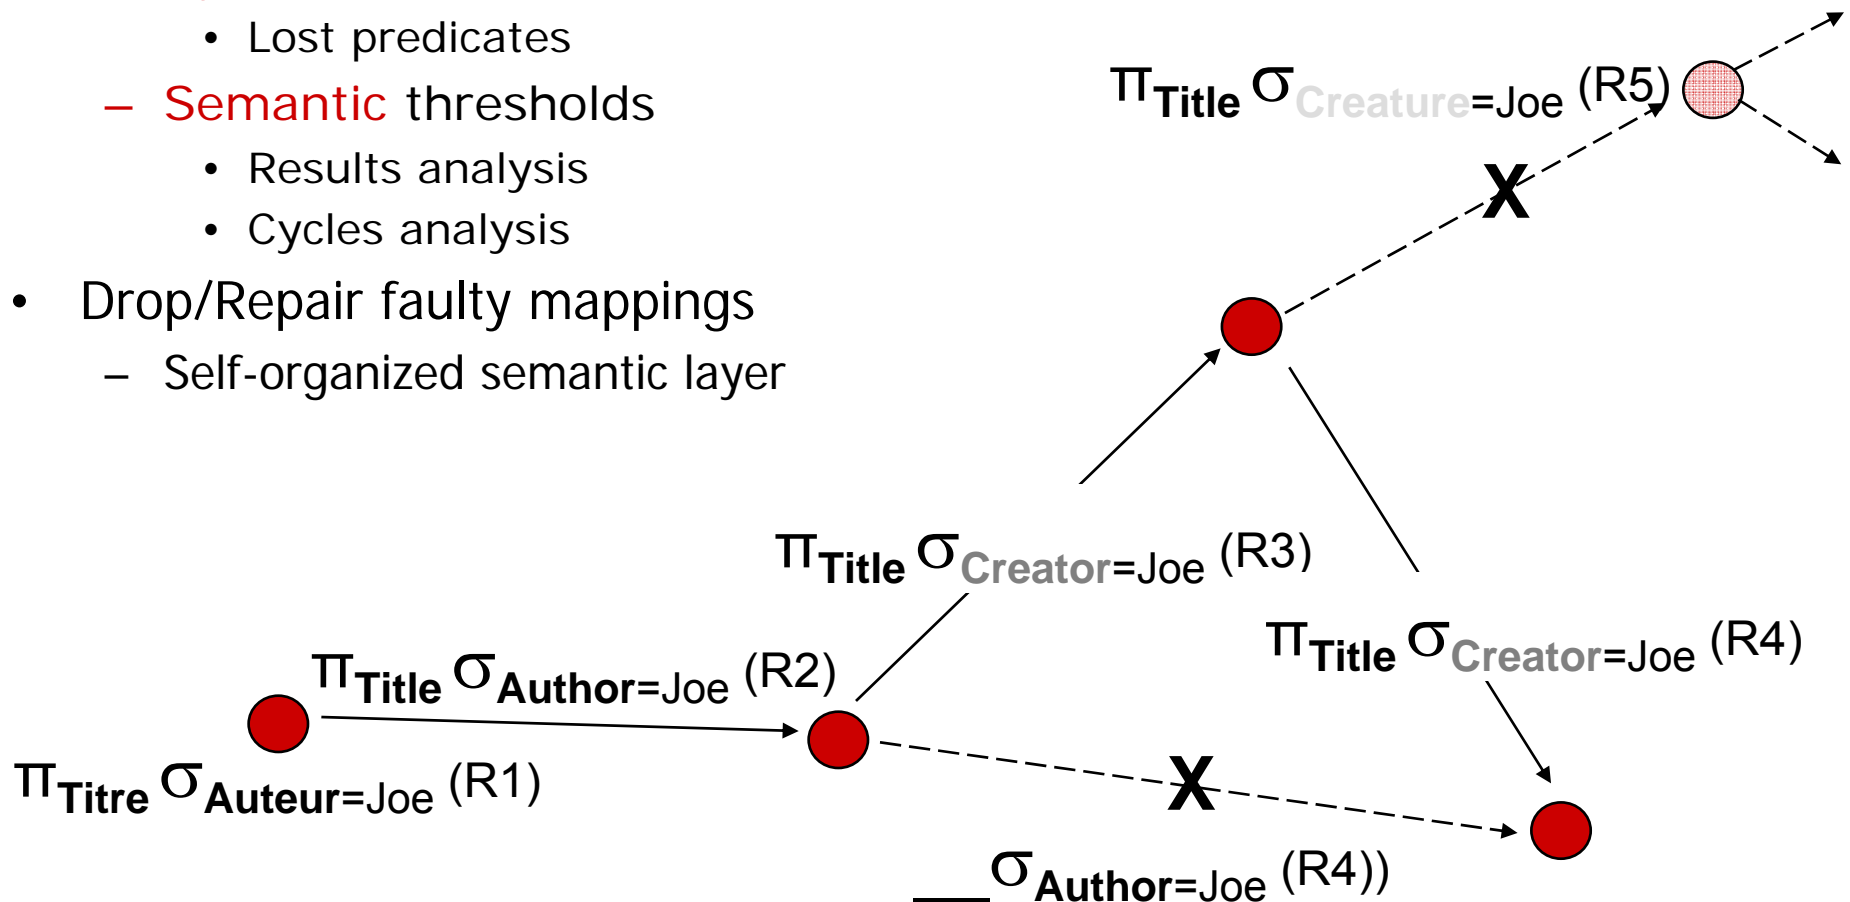 • Lost predicates
– Semantic thresholds
• Results analysis
• Cycles analysis
• Drop/Repair faulty mappings
– Self-organized semantic layer
πTitle σCreature=Joe (R5)
X
πTitle σCreator=Joe (R3)
πTitle σCreator=Joe (R4)
πTitle σAuthor=Joe (R2)
πTitre σAuteur=Joe (R1)
X
__σAuthor=Joe (R4))